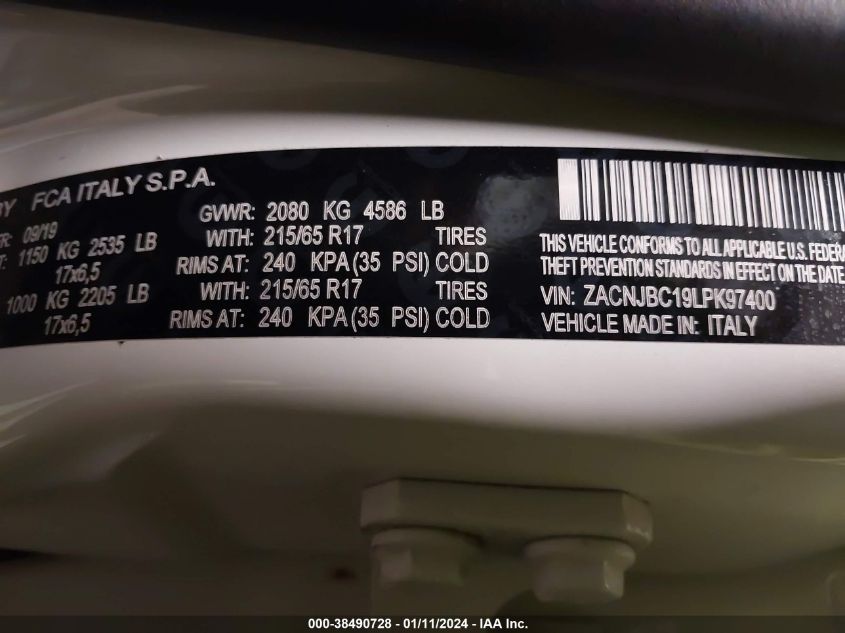 BY FCA ITALY S.P.A.
09/19 GVWR: 2080 KG 4586 LB
1150 KG 2535 LB WITH: 215/65 R17 TIRES
17x6,5 RIMS AT: 240 KPA (35 PSI) COLD
1000 KG 2205 LB WITH: 215/65 R17 TIRES
17x6,5 RIMS AT: 240 KPA (35 PSI) COLD
THIS VEHICLE CONFORMS TO ALL APPLICABLE U.S. FEDERA
THEFT PREVENTION STANDARDS IN EFFECT ON THE DATE
VIN: ZACNJBC19LPK97400
VEHICLE MADE IN: ITALY
000-38490728 - 01/11/2024 - IAA Inc.